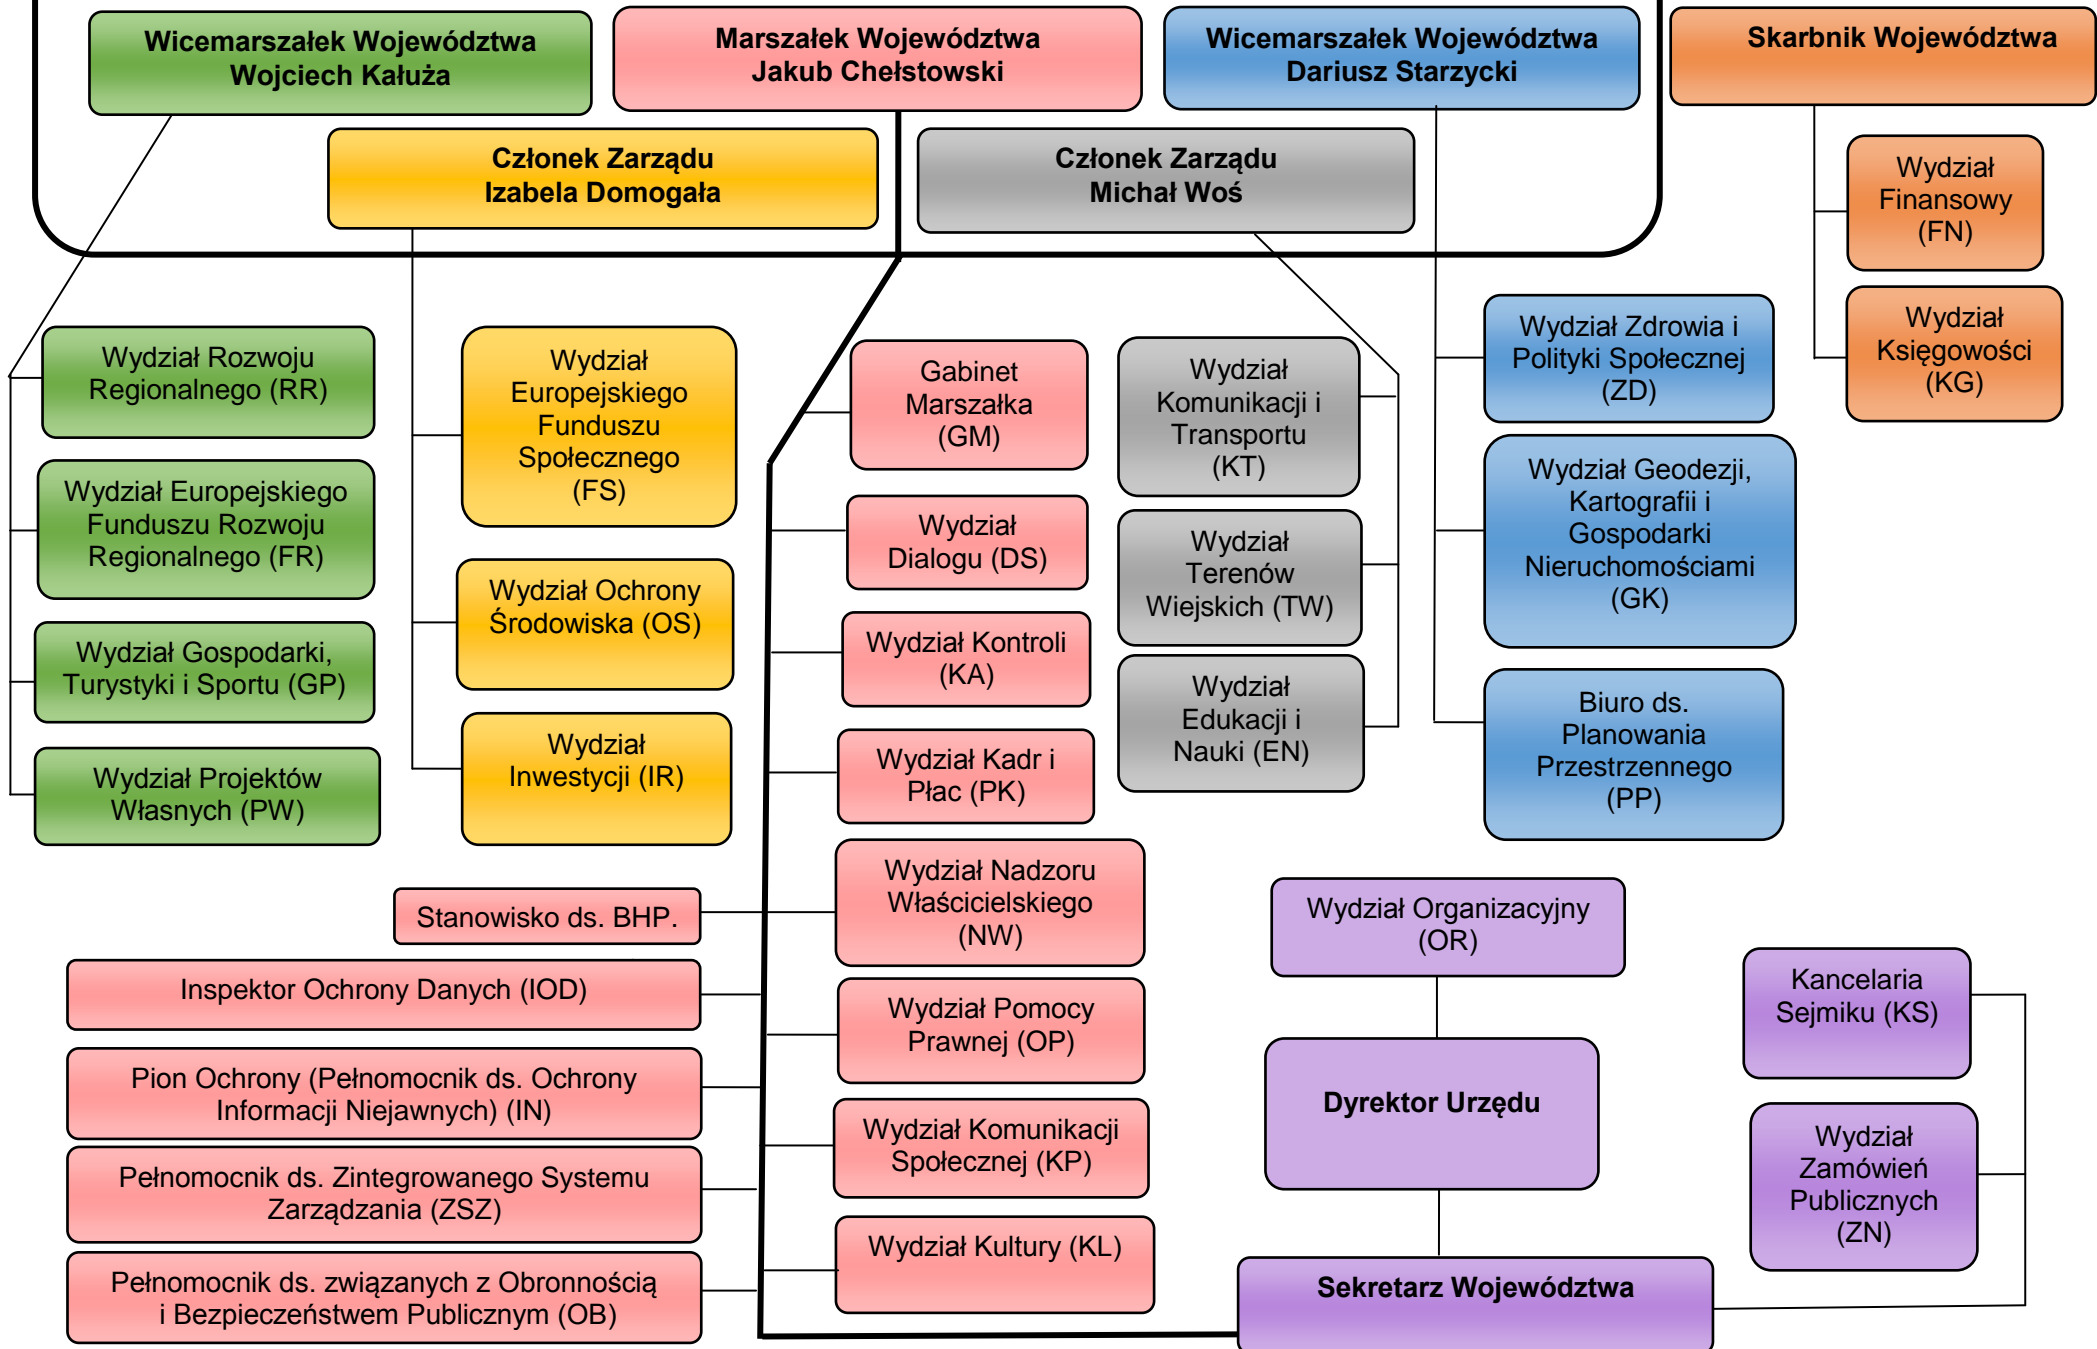 Wicemarszałek Województwa
Wojciech Kałuża
Marszałek Województwa
Jakub Chełstowski
Wicemarszałek Województwa
Dariusz Starzycki
Skarbnik Województwa
Członek Zarządu
Izabela Domogała
Członek Zarządu
Michał Woś
Wydział
Finansowy
(FN)
Wydział
Księgowości
(KG)
Wydział Rozwoju
Regionalnego (RR)
Wydział Europejskiego
Funduszu Rozwoju
Regionalnego (FR)
Wydział Gospodarki,
Turystyki i Sportu (GP)
Wydział Projektów
Własnych (PW)
Wydział
Europejskiego
Funduszu
Społecznego
(FS)
Wydział Ochrony
Środowiska (OS)
Wydział
Inwestycji (IR)
Gabinet
Marszałka
(GM)
Wydział
Dialogu (DS)
Wydział Kontroli
(KA)
Wydział Kadr i
Płac (PK)
Wydział Nadzoru
Właścicielskiego
(NW)
Wydział Pomocy
Prawnej (OP)
Wydział Komunikacji
Społecznej (KP)
Wydział Kultury (KL)
Wydział
Komunikacji i
Transportu
(KT)
Wydział
Terenów
Wiejskich (TW)
Wydział
Edukacji i
Nauki (EN)
Wydział Zdrowia i
Polityki Społecznej
(ZD)
Wydział Geodezji,
Kartografii i
Gospodarki
Nieruchomościami
(GK)
Biuro ds.
Planowania
Przestrzennego
(PP)
Stanowisko ds. BHP.
Inspektor Ochrony Danych (IOD)
Pion Ochrony (Pełnomocnik ds. Ochrony
Informacji Niejawnych) (IN)
Pełnomocnik ds. Zintegrowanego Systemu
Zarządzania (ZSZ)
Pełnomocnik ds. związanych z Obronnością
i Bezpieczeństwem Publicznym (OB)
Wydział Organizacyjny
(OR)
Dyrektor Urzędu
Sekretarz Województwa
Kancelaria
Sejmiku (KS)
Wydział
Zamówień
Publicznych
(ZN)